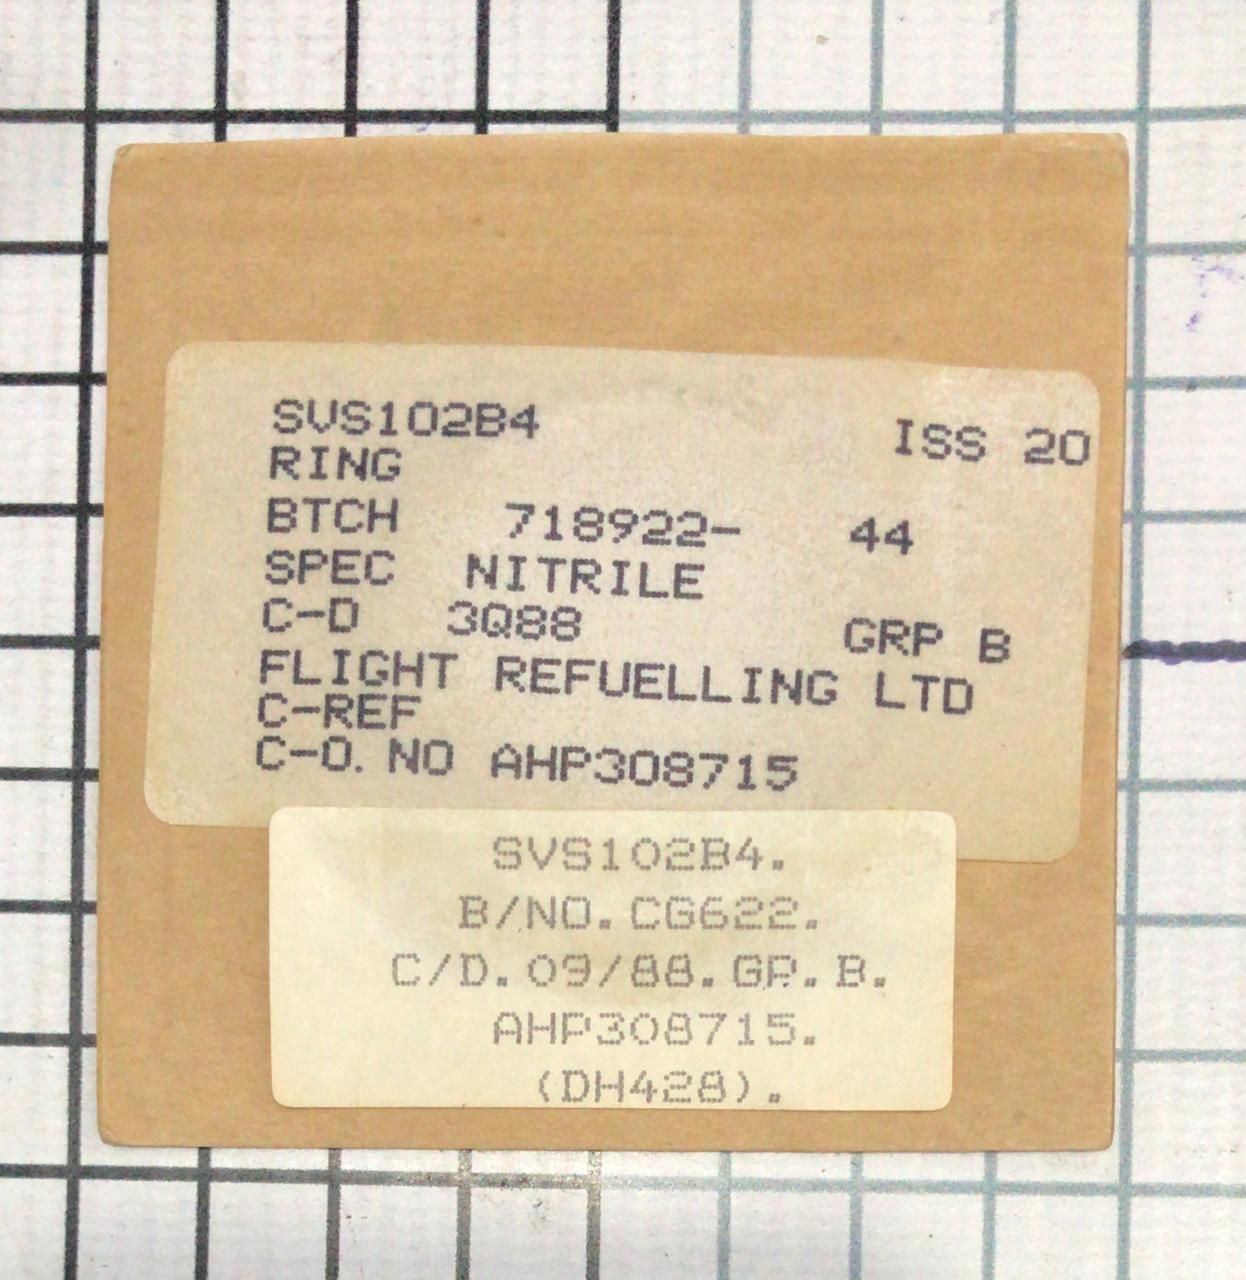 SVS102B4 ISS 20
RING
BTCH 718922- 44
SPEC NITRILE
C-D 3Q88 GRP B
FLIGHT REFUELLING LTD
C-REF
C-O. NO AHP308715
SVS102B4.
B/NO. CG622.
C/D. 09/88. GP. B.
AHP308715.
(DH428).